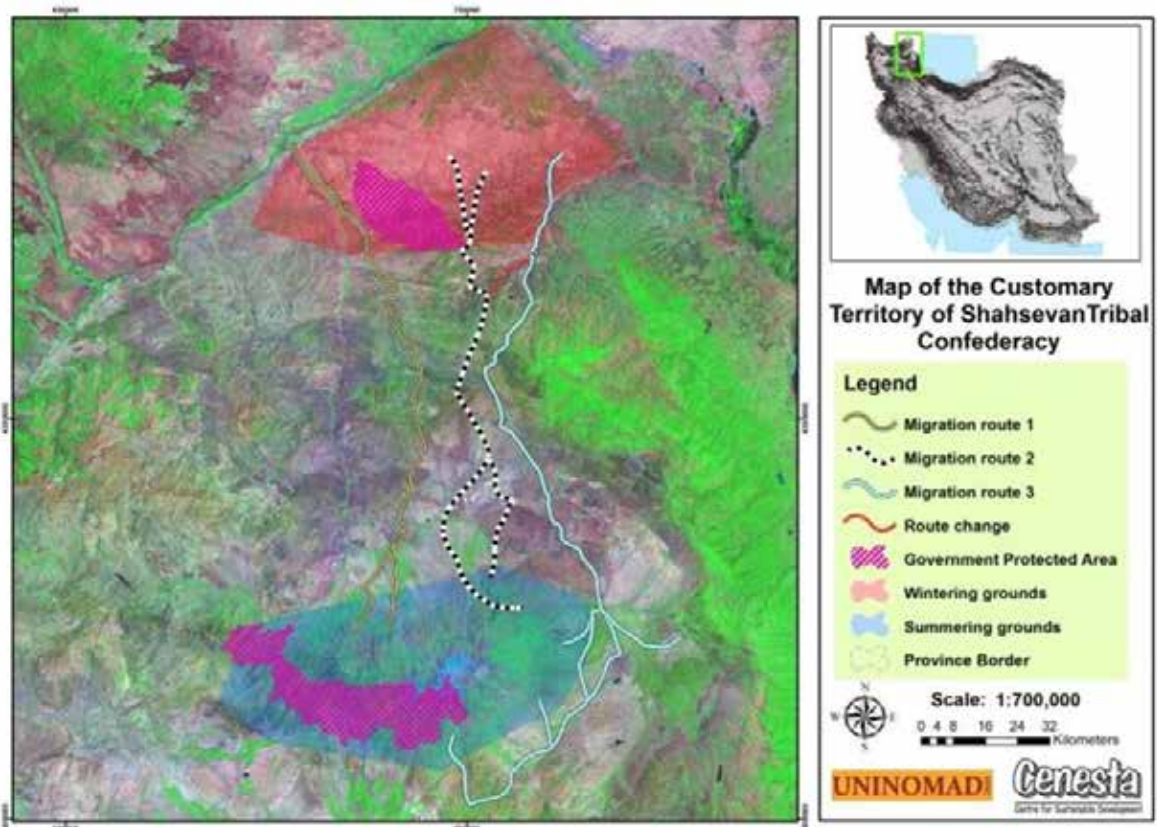 Map of the Customary
Territory of ShahsevanTribal
Confederacy
Legend
Migration route 1
Migration route 2
Migration route 3
Route change
Government Protected Area
Wintering grounds
Summering grounds
Province Border
N
W
E
S
Scale: 1:700,000
0 4 8 16 24 32
Kilometers
UNINOMAD
Cenesta
Centre for Sustainable Development